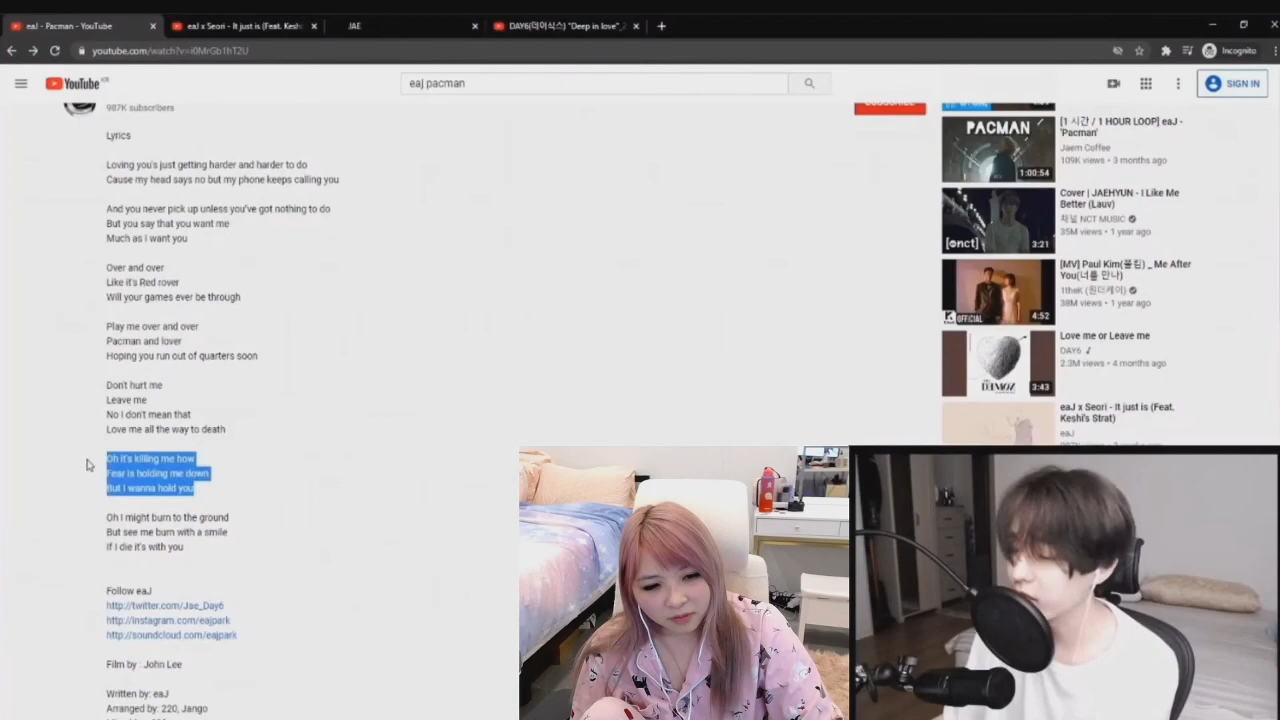 eaJ - Pacman - YouTube
eaJ x Seori - It just is (Feat. Kesh
JAE
DAY6(데이식스) "Deep in love"
youtube.com/watch?v=i0MrGb1hT2U
Incognito
YouTube KR
eaj pacman
SIGN IN
987K subscribers
SUBSCRIBE
Lyrics
Loving you's just getting harder and harder to do
Cause my head says no but my phone keeps calling you
And you never pick up unless you've got nothing to do
But you say that you want me
Much as I want you
Over and over
Like it's Red rover
Will your games ever be through
Play me over and over
Pacman and lover
Hoping you run out of quarters soon
Don't hurt me
Leave me
No I don't mean that
Love me all the way to death
Oh it's killing me how
Fear is holding me down
But I wanna hold you
Oh I might burn to the ground
But see me burn with a smile
If I die it's with you
Follow eaJ
http://twitter.com/Jae_Day6
http://instagram.com/eajpark
http://soundcloud.com/eajpark
Film by : John Lee
Written by: eaJ
Arranged by: 220, Jango
PACMAN
1:00:54
[1 시간 / 1 HOUR LOOP] eaJ -
'Pacman'
Jaem Coffee
109K views • 3 months ago
[nct]
3:21
Cover | JAEHYUN - I Like Me
Better (Lauv)
채널 NCT MUSIC
35M views • 1 year ago
OFFICIAL
4:52
[MV] Paul Kim(폴킴) _ Me After
You(너를 만나)
1theK (원더케이)
38M views • 1 year ago
3:43
Love me or Leave me
DAY6
2.3M views • 4 months ago
eaJ x Seori - It just is (Feat.
Keshi's Strat)
eaJ